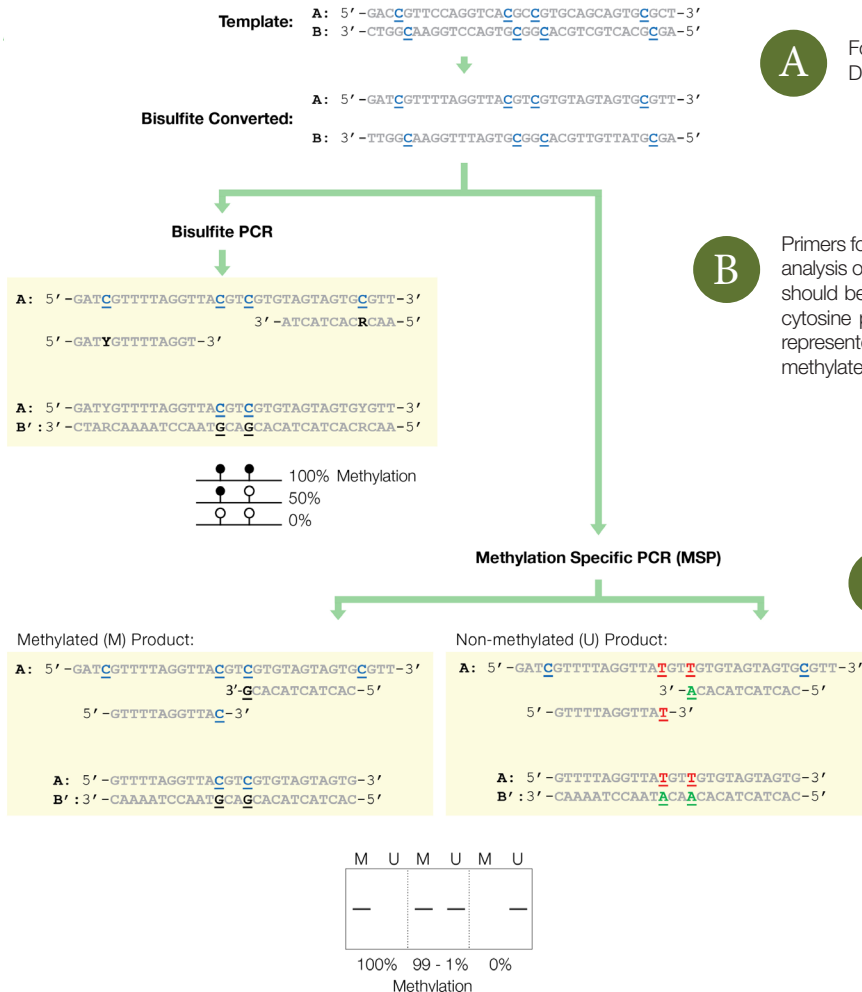 Template:
A: 5’-GACCGTTCCAGGTCACGCCGTGCAGCAGTGCGCT-3’
B: 3’-CTGGCAAGGTCCAGTGCGGCACGTCGTCACGCGA-5’
A
Fo
D
Bisulfite Converted:
A: 5’-GATCGTTTTAGGTTACGTCGTGTAGTAGTGCGTT-3’
B: 3’-TTGGCAAGGTTTAGTGCGGCACGTTGTTATGCGA-5’
Bisulfite PCR
B
Primers fo
analysis o
should be
cytosine p
represente
methylate
A: 5’-GATCGTTTTAGGTTACGTCGTGTAGTAGTGCGTT-3’
3’-ATCATCACRCAA-5’
5’-GATYGTTTTAGGT-3’
A: 5’-GATYGTTTTAGGTTACGTCGTGTAGTAGTGYGTT-3’
B’:3’-CTARCAAAATCCAATGCAGCACATCATCACRCAA-5’
100% Methylation
50%
0%
Methylation Specific PCR (MSP)
Methylated (M) Product:
A: 5’-GATCGTTTTAGGTTACGTCGTGTAGTAGTGCGTT-3’
3’-GCACATCATCAC-5’
5’-GTTTTAGGTTAC-3’
A: 5’-GTTTTAGGTTACGTCGTGTAGTAGTG-3’
B’:3’-CAAAATCCAATGCAGCACATCATCAC-5’
Non-methylated (U) Product:
A: 5’-GATCGTTTTAGGTTATGTTGTGTAGTAGTGCGTT-3’
3’-ACACATCATCAC-5’
5’-GTTTTAGGTTAT-3’
A: 5’-GTTTTAGGTTATGTTGTGTAGTAGTG-3’
B’:3’-CAAAATCCAATACAACACATCATCAC-5’
M U M U M U
100% 99 - 1% 0%
Methylation